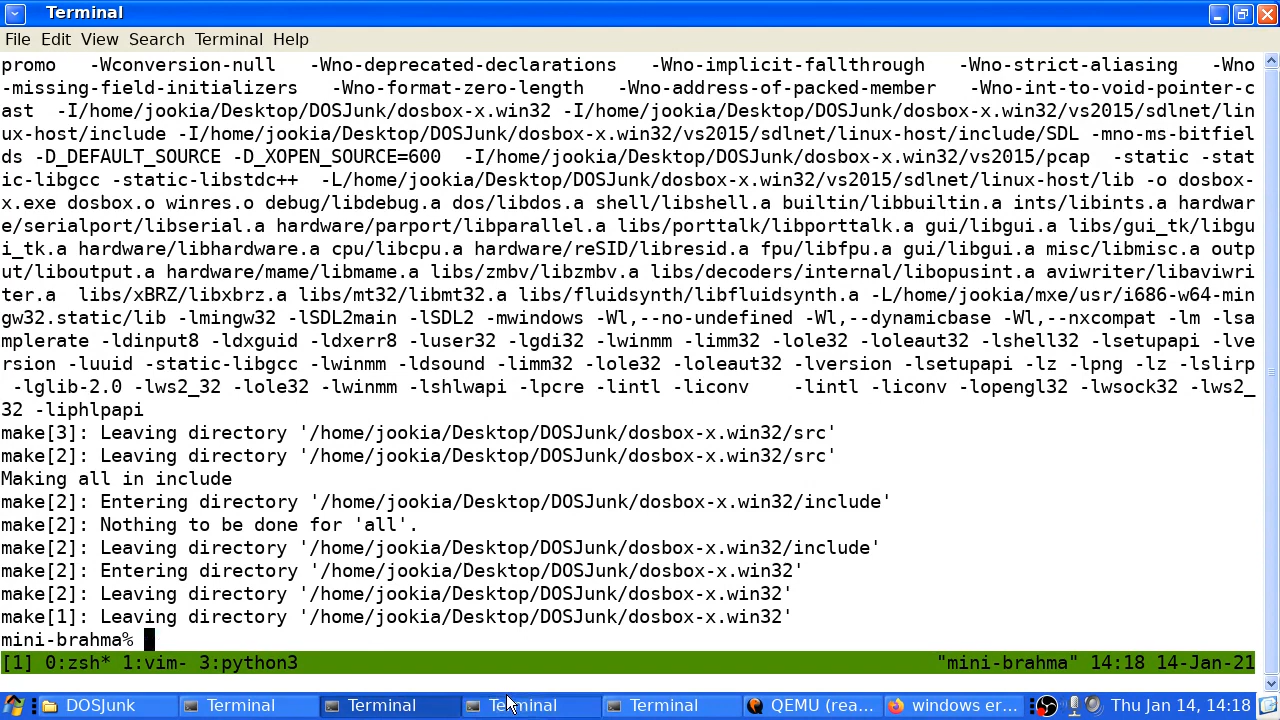 Terminal
File Edit View Search Terminal Help
promo   -Wconversion-null   -Wno-deprecated-declarations   -Wno-implicit-fallthrough   -Wno-strict-aliasing   -Wno
-missing-field-initializers   -Wno-format-zero-length   -Wno-address-of-packed-member   -Wno-int-to-void-pointer-c
ast  -I/home/jookia/Desktop/DOSJunk/dosbox-x.win32 -I/home/jookia/Desktop/DOSJunk/dosbox-x.win32/vs2015/sdlnet/lin
ux-host/include -I/home/jookia/Desktop/DOSJunk/dosbox-x.win32/vs2015/sdlnet/linux-host/include/SDL -mno-ms-bitfiel
ds -D_DEFAULT_SOURCE -D_XOPEN_SOURCE=600  -I/home/jookia/Desktop/DOSJunk/dosbox-x.win32/vs2015/pcap  -static -stat
ic-libgcc -static-libstdc++  -L/home/jookia/Desktop/DOSJunk/dosbox-x.win32/vs2015/sdlnet/linux-host/lib -o dosbox-
x.exe dosbox.o winres.o debug/libdebug.a dos/libdos.a shell/libshell.a builtin/libbuiltin.a ints/libints.a hardwar
e/serialport/libserial.a hardware/parport/libparallel.a libs/porttalk/libporttalk.a gui/libgui.a libs/gui_tk/libgu
i_tk.a hardware/libhardware.a cpu/libcpu.a hardware/reSID/libresid.a fpu/libfpu.a gui/libgui.a misc/libmisc.a outp
ut/liboutput.a hardware/mame/libmame.a libs/zmbv/libzmbv.a libs/decoders/internal/libopusint.a aviwriter/libaviwri
ter.a  libs/xBRZ/libxbrz.a libs/mt32/libmt32.a libs/fluidsynth/libfluidsynth.a -L/home/jookia/mxe/usr/i686-w64-min
gw32.static/lib -lmingw32 -lSDL2main -lSDL2 -mwindows -Wl,--no-undefined -Wl,--dynamicbase -Wl,--nxcompat -lm -lsa
mplerate -ldinput8 -ldxguid -ldxerr8 -luser32 -lgdi32 -lwinmm -limm32 -lole32 -loleaut32 -lshell32 -lsetupapi -lve
rsion -luuid -static-libgcc -lwinmm -ldsound -limm32 -lole32 -loleaut32 -lversion -lsetupapi -lz -lpng -lz -lslirp
 -lglib-2.0 -lws2_32 -lole32 -lwinmm -lshlwapi -lpcre -lintl -liconv    -lintl -liconv -lopengl32 -lwsock32 -lws2_
32 -liphlpapi
make[3]: Leaving directory '/home/jookia/Desktop/DOSJunk/dosbox-x.win32/src'
make[2]: Leaving directory '/home/jookia/Desktop/DOSJunk/dosbox-x.win32/src'
Making all in include
make[2]: Entering directory '/home/jookia/Desktop/DOSJunk/dosbox-x.win32/include'
make[2]: Nothing to be done for 'all'.
make[2]: Leaving directory '/home/jookia/Desktop/DOSJunk/dosbox-x.win32/include'
make[2]: Entering directory '/home/jookia/Desktop/DOSJunk/dosbox-x.win32'
make[2]: Leaving directory '/home/jookia/Desktop/DOSJunk/dosbox-x.win32'
make[1]: Leaving directory '/home/jookia/Desktop/DOSJunk/dosbox-x.win32'
mini-brahma%
[1] 0:zsh* 1:vim- 3:python3 "mini-brahma" 14:18 14-Jan-21
DOSJunk Terminal Terminal Terminal Terminal QEMU (rea... windows er... Thu Jan 14, 14:18